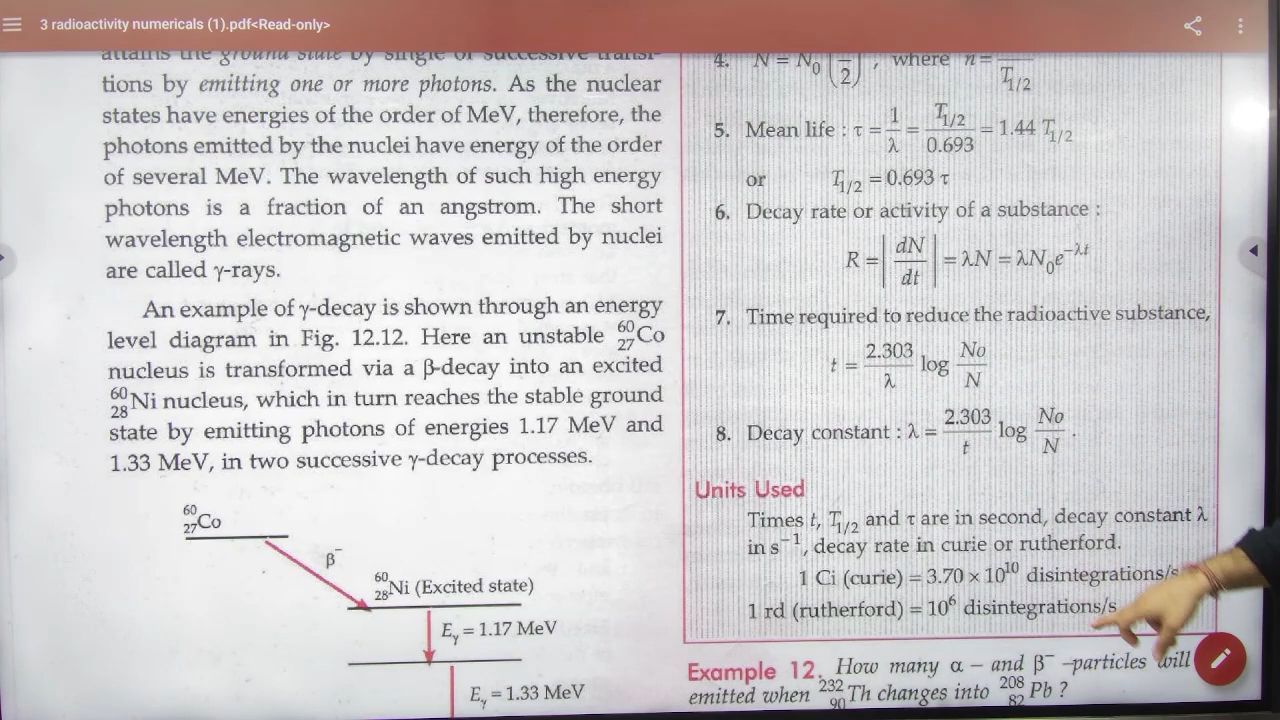 3 radioactivity numericals (1).pdf<Read-only>
attains the ground state by single or successive transi-
tions by emitting one or more photons. As the nuclear
states have energies of the order of MeV, therefore, the
photons emitted by the nuclei have energy of the order
of several MeV. The wavelength of such high energy
photons is a fraction of an angstrom. The short
wavelength electromagnetic waves emitted by nuclei
are called γ-rays.
An example of γ-decay is shown through an energy
level diagram in Fig. 12.12. Here an unstable ⁶⁰₂₇Co
nucleus is transformed via a β-decay into an excited
⁶⁰₂₈Ni nucleus, which in turn reaches the stable ground
state by emitting photons of energies 1.17 MeV and
1.33 MeV, in two successive γ-decay processes.
⁶⁰₂₇Co
β⁻
⁶⁰₂₈Ni (Excited state)
Eγ = 1.17 MeV
Eγ = 1.33 MeV
4. N = N₀ (–/2) , where n = –/T₁/₂
5. Mean life : τ = 1/λ = T₁/₂/0.693 = 1.44 T₁/₂
or T₁/₂ = 0.693 τ
6. Decay rate or activity of a substance :
R = |dN/dt| = λN = λN₀e^−λt
7. Time required to reduce the radioactive substance,
t = 2.303/λ log No/N
8. Decay constant : λ = 2.303/t log No/N .
Units Used
Times t, T₁/₂ and τ are in second, decay constant λ
in s⁻¹, decay rate in curie or rutherford.
1 Ci (curie) = 3.70 × 10¹⁰ disintegrations/s
1 rd (rutherford) = 10⁶ disintegrations/s
Example 12. How many α – and β⁻ –particles will
emitted when ²³²₉₀Th changes into ²⁰⁸₈₂Pb ?